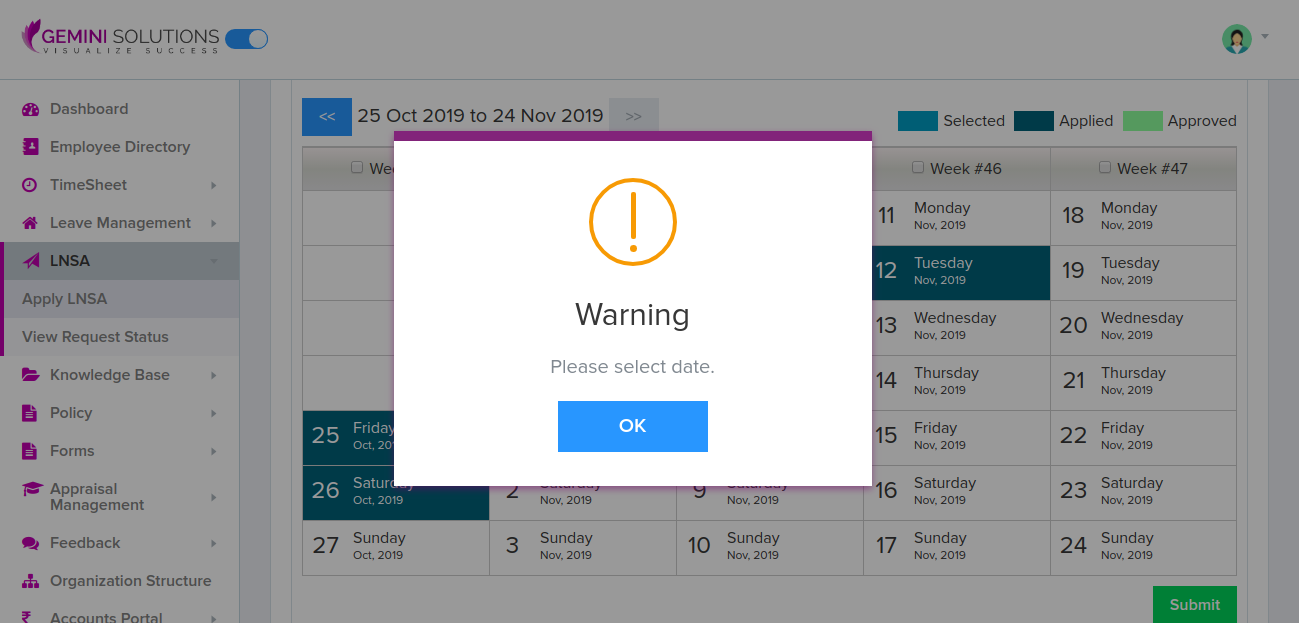 GEMINI SOLUTIONS
VISUALIZE SUCCESS
Dashboard
Employee Directory
TimeSheet
Leave Management
LNSA
Apply LNSA
View Request Status
Knowledge Base
Policy
Forms
Appraisal
Management
Feedback
Organization Structure
Accounts Portal
<< 25 Oct 2019 to 24 Nov 2019 >>
Selected Applied Approved
Week #46 Week #47
11 Monday 18 Monday
Nov, 2019 Nov, 2019
12 Tuesday 19 Tuesday
Nov, 2019 Nov, 2019
13 Wednesday 20 Wednesday
Nov, 2019 Nov, 2019
14 Thursday 21 Thursday
Nov, 2019 Nov, 2019
25 Friday 15 Friday 22 Friday
Oct, Nov, 2019 Nov, 2019
26 Saturday 2 Saturday 9 Saturday 16 Saturday 23 Saturday
Oct, 2019 Nov, 2019 Nov, 2019 Nov, 2019 Nov, 2019
27 Sunday 3 Sunday 10 Sunday 17 Sunday 24 Sunday
Oct, 2019 Nov, 2019 Nov, 2019 Nov, 2019 Nov, 2019
Submit
Warning
Please select date.
OK